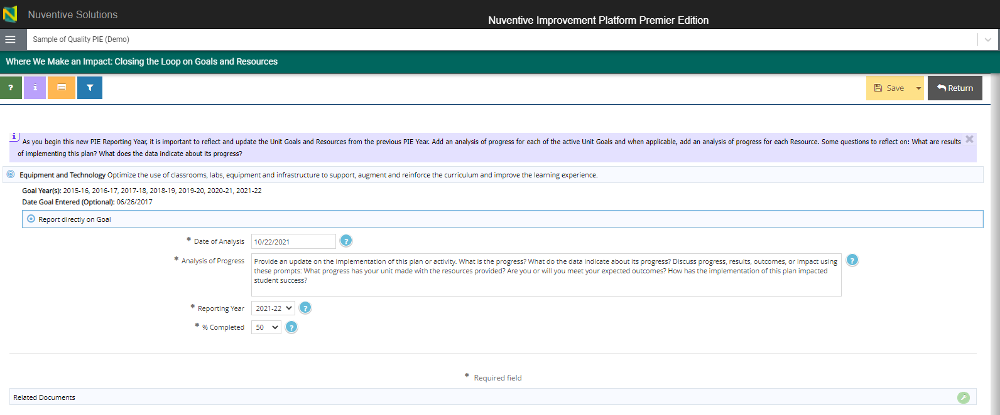 Nuventive Solutions
Nuventive Improvement Platform Premier Edition
Sample of Quality PIE (Demo)
Where We Make an Impact: Closing the Loop on Goals and Resources
? i
Save
Return
i As you begin this new PIE Reporting Year, it is important to reflect and update the Unit Goals and Resources from the previous PIE Year. Add an analysis of progress for each of the active Unit Goals and when applicable, add an analysis of progress for each Resource. Some questions to reflect on: What are results
of implementing this plan? What does the data indicate about its progress?
Equipment and Technology Optimize the use of classrooms, labs, equipment and infrastructure to support, augment and reinforce the curriculum and improve the learning experience.
Goal Year(s): 2015-16, 2016-17, 2017-18, 2018-19, 2019-20, 2020-21, 2021-22
Date Goal Entered (Optional): 06/26/2017
Report directly on Goal
* Date of Analysis 10/22/2021 ?
* Analysis of Progress Provide an update on the implementation of this plan or activity. What is the progress? What do the data indicate about its progress? Discuss progress, results, outcomes, or impact using ?
these prompts: What progress has your unit made with the resources provided? Are you or will you meet your expected outcomes? How has the implementation of this plan impacted
student success?
* Reporting Year 2021-22 ?
* % Completed 50 ?
* Required field
Related Documents